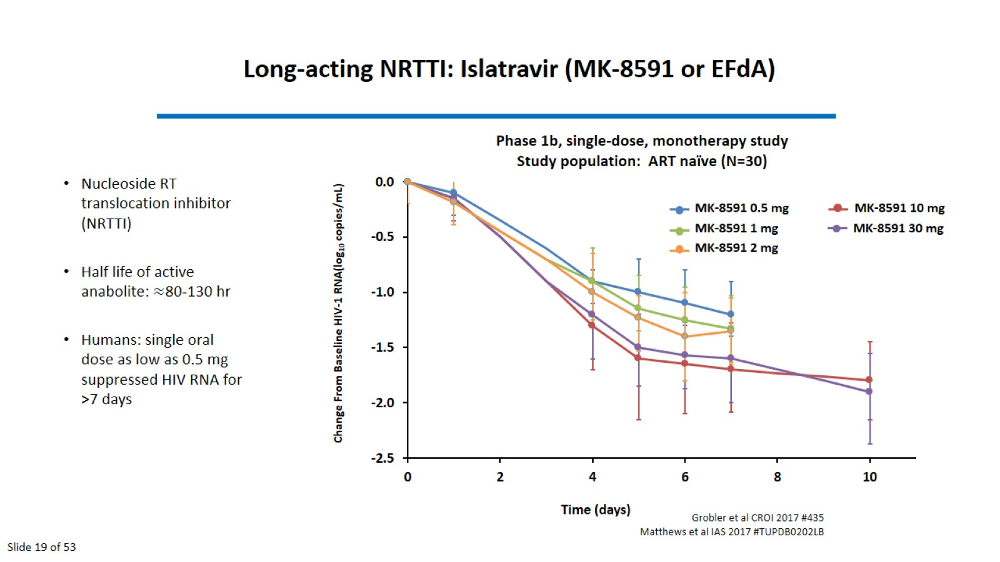 Long-acting NRTTI: Islatravir (MK-8591 or EFdA)
• Nucleoside RT
translocation inhibitor
(NRTTI)
• Half life of active
anabolite: ≈80-130 hr
• Humans: single oral
dose as low as 0.5 mg
suppressed HIV RNA for
>7 days
Phase 1b, single-dose, monotherapy study
Study population: ART naïve (N=30)
Change From Baseline HIV-1 RNA(log10 copies/mL)
0.0
-0.5
-1.0
-1.5
-2.0
-2.5
MK-8591 0.5 mg
MK-8591 1 mg
MK-8591 2 mg
MK-8591 10 mg
MK-8591 30 mg
0 2 4 6 8 10
Time (days)
Grobler et al CROI 2017 #435
Matthews et al IAS 2017 #TUPDB0202LB
Slide 19 of 53